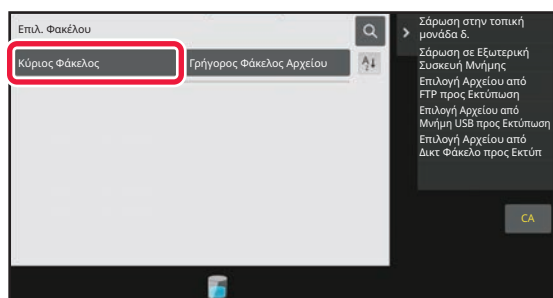 Επιλ. Φακέλου
Κύριος Φάκελος
Γρήγορος Φάκελος Αρχείου
Σάρωση στην τοπική
μονάδα δ.
Σάρωση σε Εξωτερική
Συσκευή Μνήμης
Επιλογή Αρχείου από
FTP προς Εκτύπωση
Επιλογή Αρχείου από
Μνήμη USB προς Εκτύπωση
Επιλογή Αρχείου από
Δικτ Φάκελο προς Εκτύπ
CA